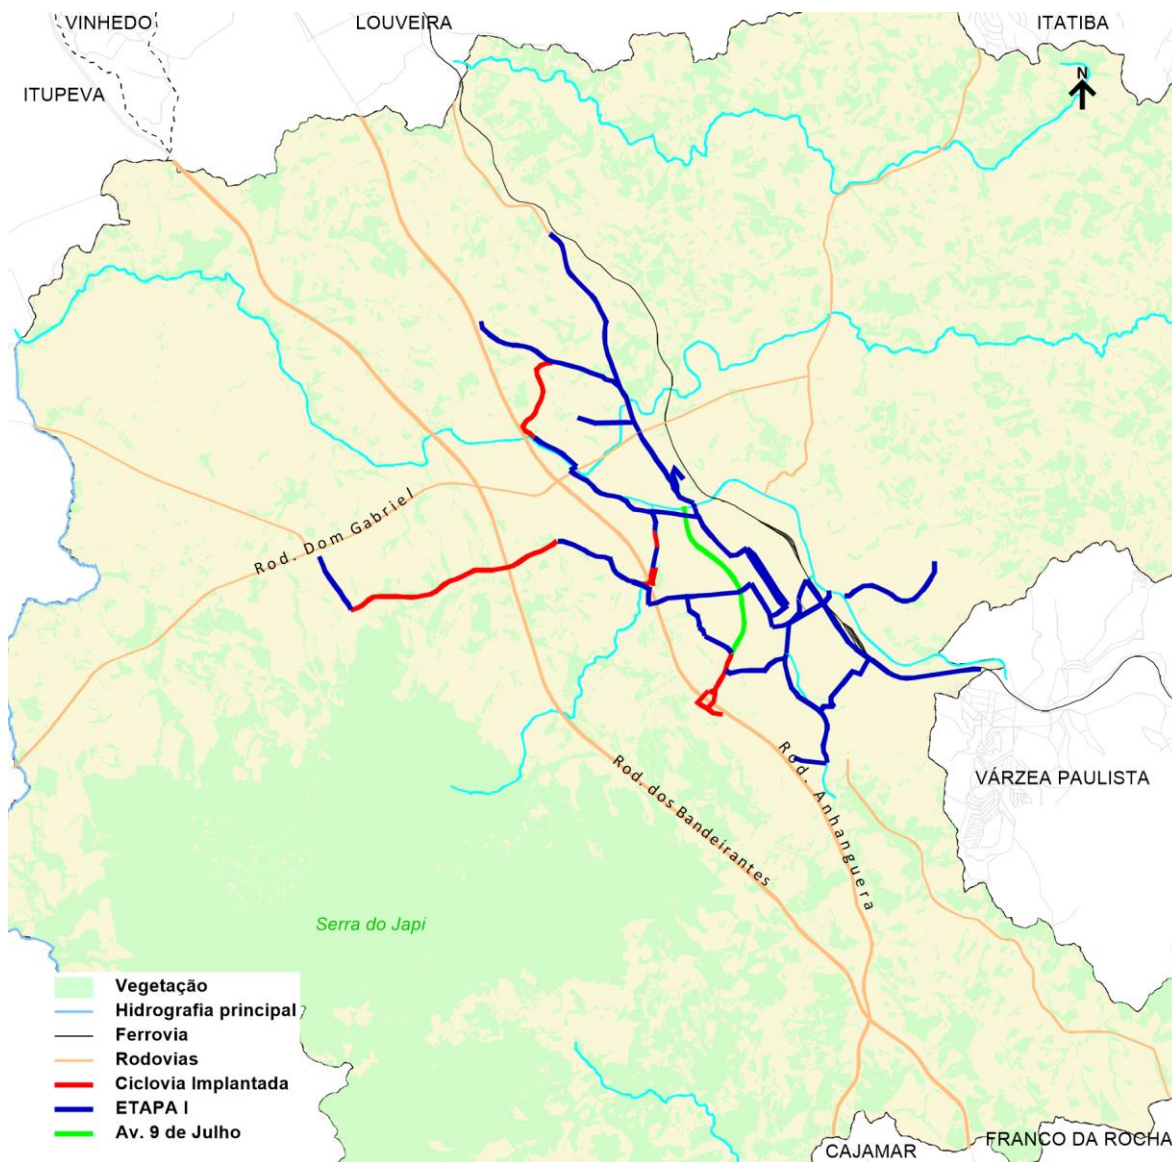 VINHEDO
LOUVEIRA
ITATIBA
ITUPEVA
N
Rod. Dom Gabriel
VÁRZEA PAULISTA
Rod. dos Bandeirantes
Rod. Anhanguera
Serra do Japi
Vegetação
Hidrografia principal
Ferrovia
Rodovias
Ciclovia Implantada
ETAPA I
Av. 9 de Julho
CAJAMAR
FRANCO DA ROCHA